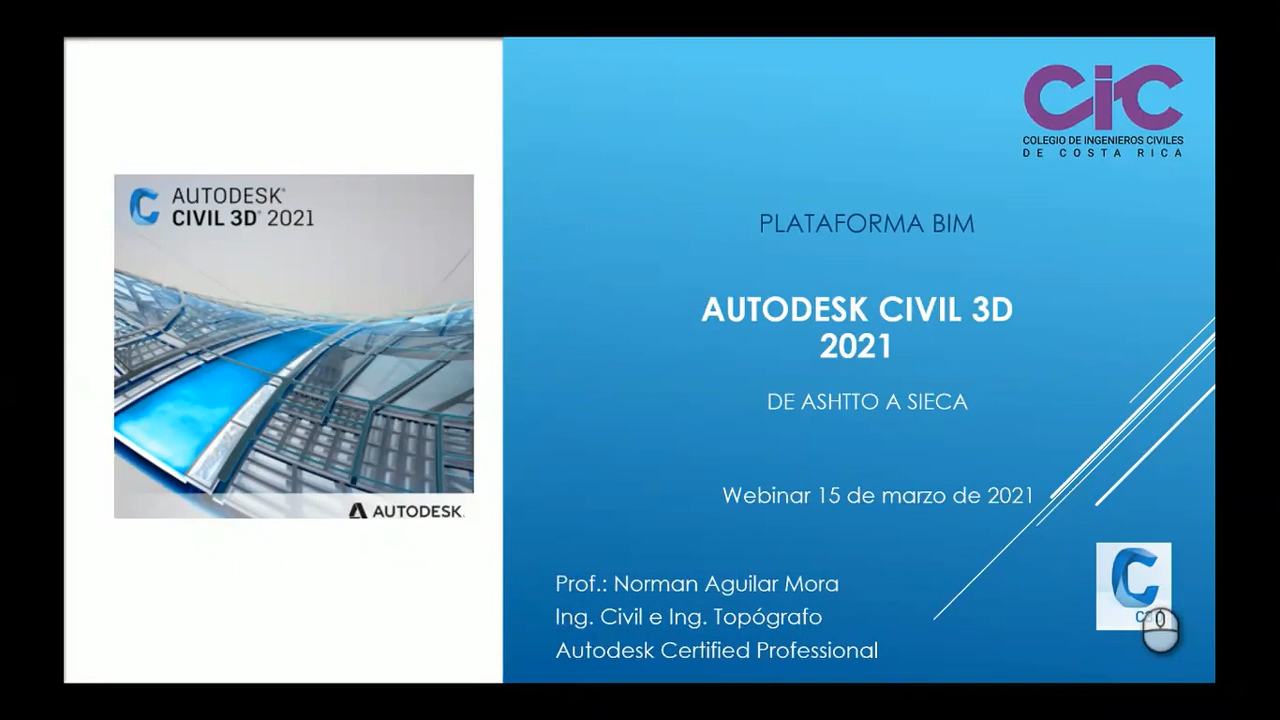 AUTODESK®
CIVIL 3D® 2021
AUTODESK.
CiC
COLEGIO DE INGENIEROS CIVILES
DE COSTA RICA
PLATAFORMA BIM
AUTODESK CIVIL 3D
2021
DE ASHTTO A SIECA
Webinar 15 de marzo de 2021
Prof.: Norman Aguilar Mora
Ing. Civil e Ing. Topógrafo
Autodesk Certified Professional